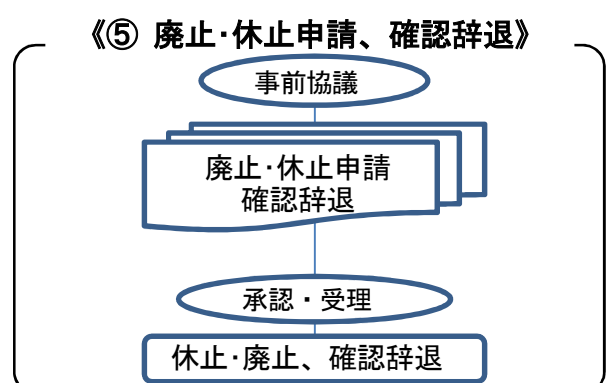 《⑤ 廃止･休止申請、確認辞退》
事前協議
廃止･休止申請
確認辞退
承認・受理
休止･廃止、確認辞退